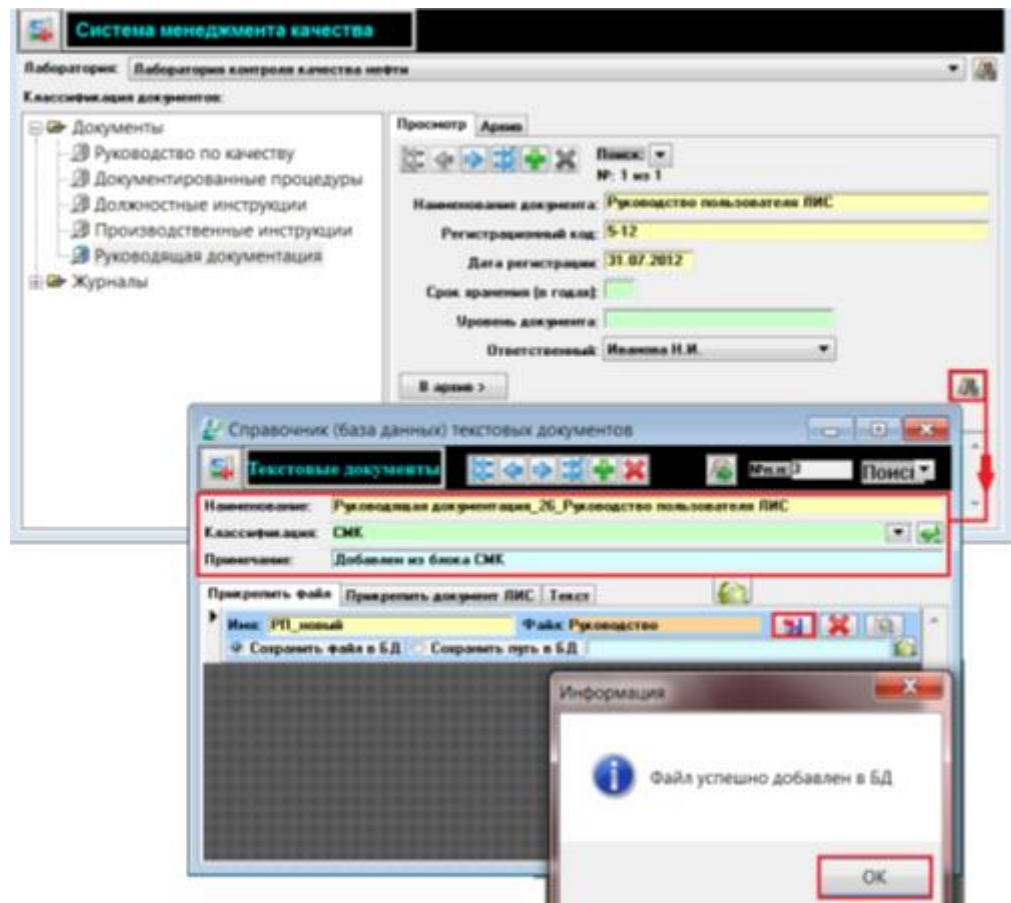 Система менеджмента качества
Лаборатория: Лаборатория контроля качества нефти
Классификация документов:
Документы
Руководство по качеству
Документированные процедуры
Должностные инструкции
Производственные инструкции
Руководящая документация
Журналы
Просмотр Архив
Поиск:
№: 1 из 1
Наименование документа: Руководство пользователя ЛИС
Регистрационный код: 5-12
Дата регистрации: 31.07.2012
Срок хранения (в годах):
Уровень документа:
Ответственный: Иванова Н.И.
В архив >
Справочник (база данных) текстовых документов
Текстовые документы №п.п: 3 Поиск
Наименование: Руководящая документация_26_Руководство пользователя ЛИС
Классификация: СМК
Примечание: Добавлен из блока СМК
Прикрепить файл Прикрепить документ ЛИС Текст
Имя: РП_новый Файл: Руководство
Сохранить файл в БД Сохранить путь в БД
Информация
Файл успешно добавлен в БД
OK